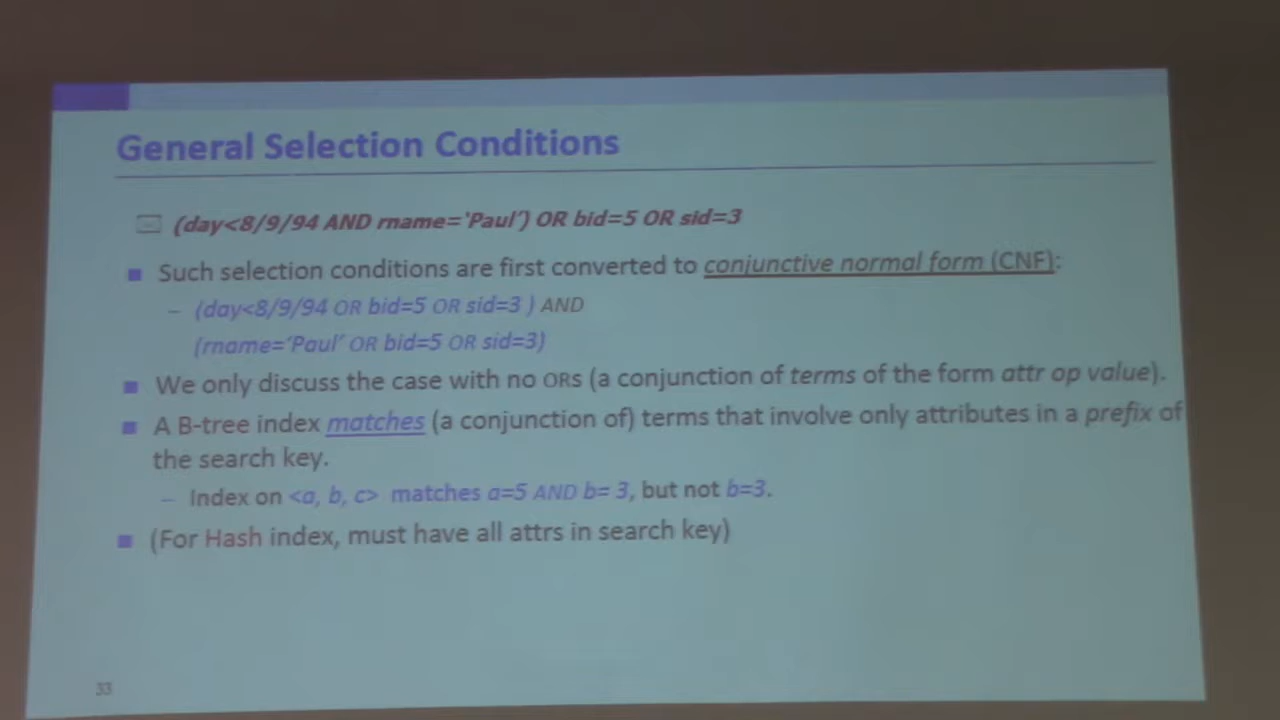 General Selection Conditions
(day<8/9/94 AND rname='Paul') OR bid=5 OR sid=3
■ Such selection conditions are first converted to conjunctive normal form (CNF):
– (day<8/9/94 OR bid=5 OR sid=3 ) AND
(rname='Paul' OR bid=5 OR sid=3)
■ We only discuss the case with no ORs (a conjunction of terms of the form attr op value).
■ A B-tree index matches (a conjunction of) terms that involve only attributes in a prefix of
the search key.
– Index on <a, b, c> matches a=5 AND b= 3, but not b=3.
■ (For Hash index, must have all attrs in search key)
33